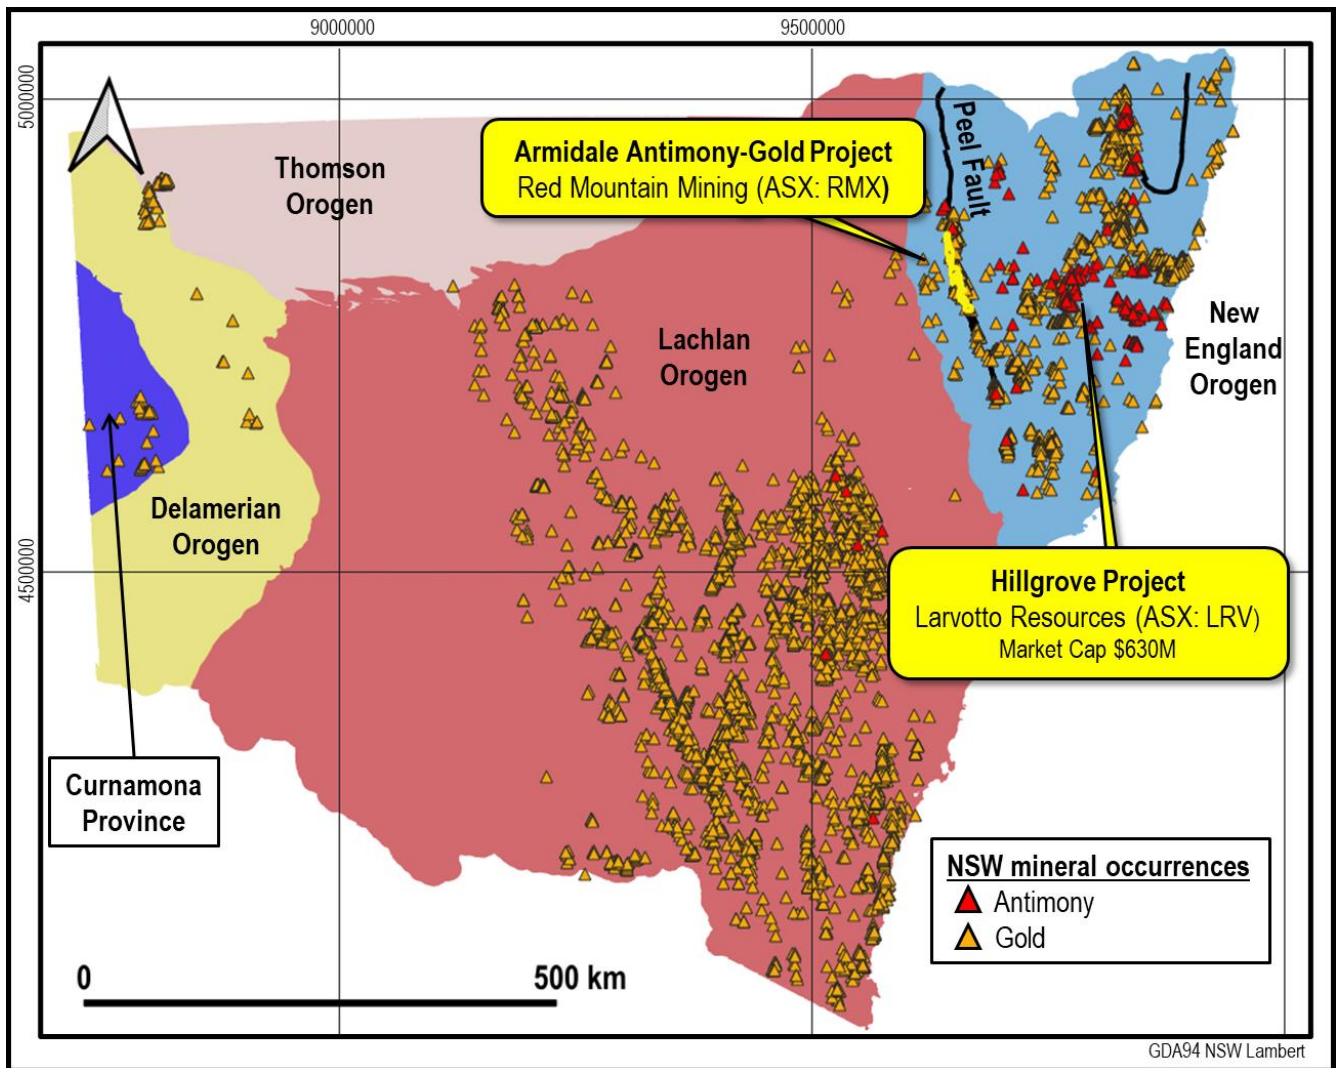 9000000
9500000
5000000
4500000
Thomson
Orogen
Armidale Antimony-Gold Project
Red Mountain Mining (ASX: RMX)
Peel Fault
Lachlan
Orogen
New
England
Orogen
Delamerian
Orogen
Hillgrove Project
Larvotto Resources (ASX: LRV)
Market Cap $630M
Curnamona
Province
NSW mineral occurrences
Antimony
Gold
0
500 km
GDA94 NSW Lambert